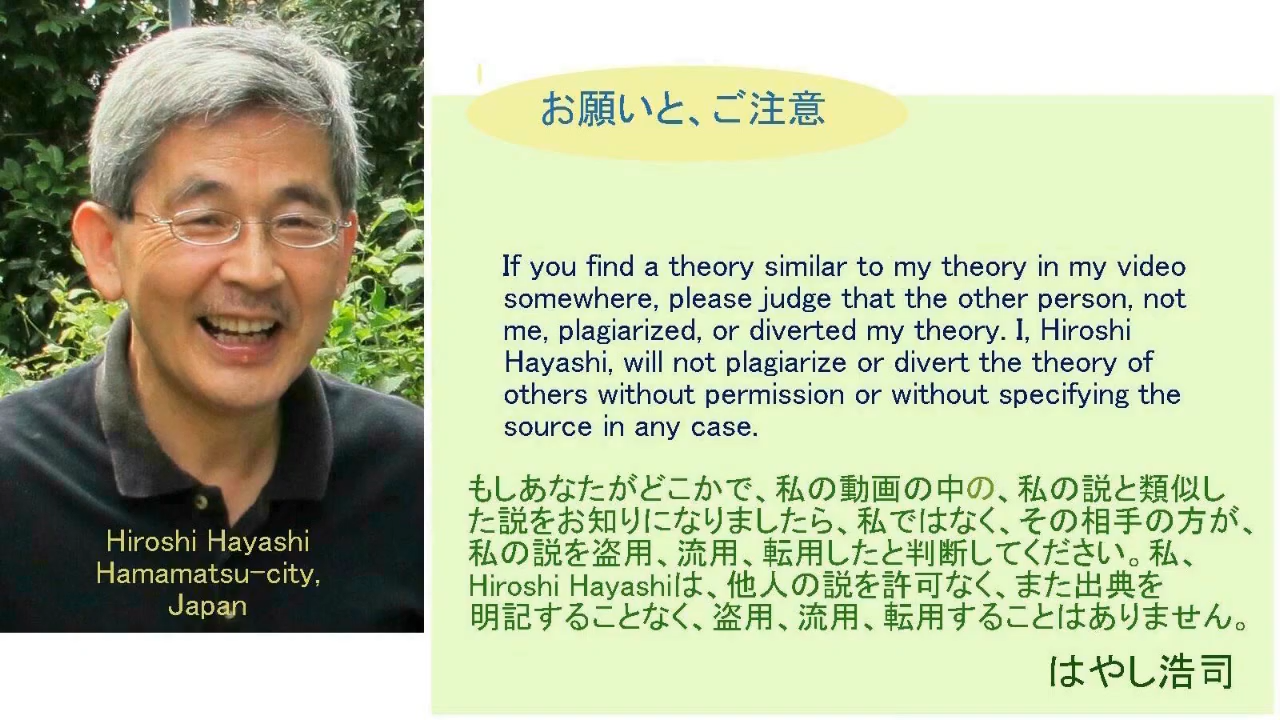 お願いと、ご注意
If you find a theory similar to my theory in my video
somewhere, please judge that the other person, not
me, plagiarized, or diverted my theory. I, Hiroshi
Hayashi, will not plagiarize or divert the theory of
others without permission or without specifying the
source in any case.
もしあなたがどこかで、私の動画の中の、私の説と類似し
た説をお知りになりましたら、私ではなく、その相手の方が、
私の説を盗用、流用、転用したと判断してください。私、
Hiroshi Hayashiは、他人の説を許可なく、また出典を
明記することなく、盗用、流用、転用することはありません。
はやし浩司
Hiroshi Hayashi
Hamamatsu-city,
Japan